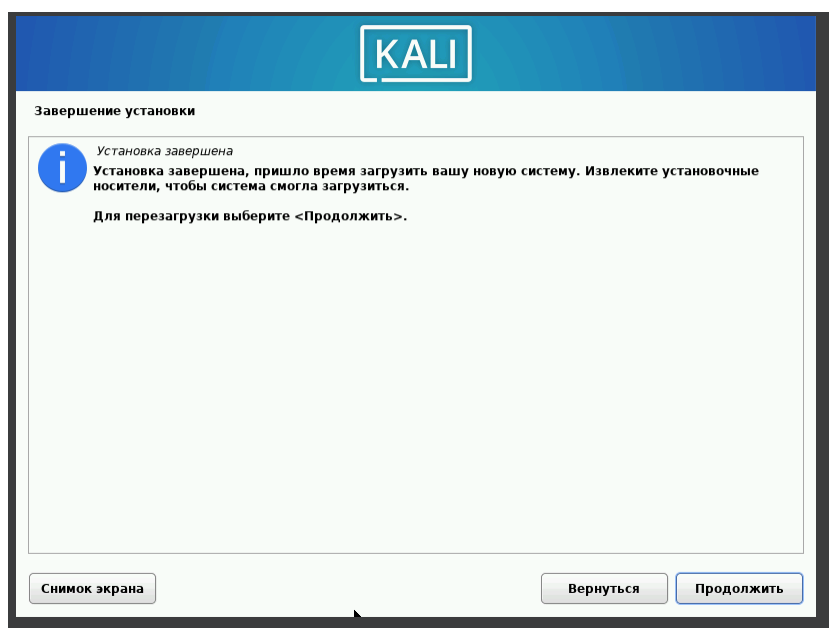 KALI
Завершение установки
Установка завершена
Установка завершена, пришло время загрузить вашу новую систему. Извлеките установочные
носители, чтобы система смогла загрузиться.
Для перезагрузки выберите <Продолжить>.
Снимок экрана
Вернуться
Продолжить